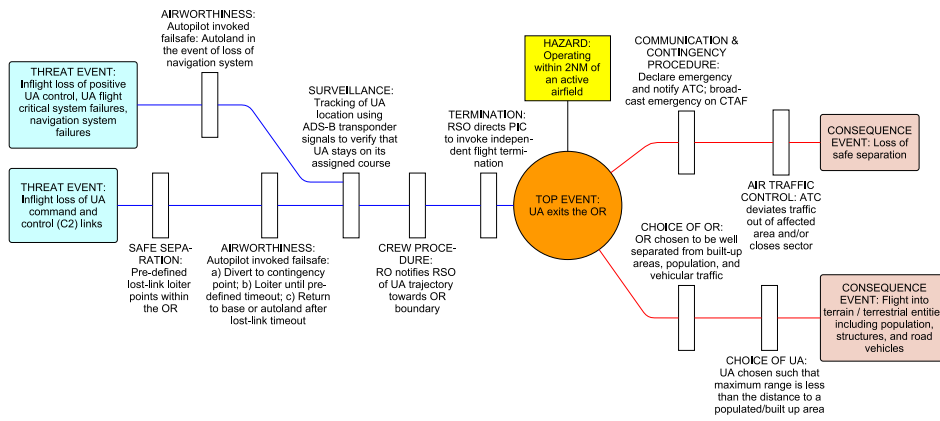 AIRWORTHINESS:
Autopilot invoked
failsafe: Autoland in
the event of loss of
navigation system
THREAT EVENT:
Inflight loss of positive
UA control, UA flight
critical system failures,
navigation system
failures
SURVEILLANCE:
Tracking of UA
location using
ADS-B transponder
signals to verify that
UA stays on its
assigned course
TERMINATION:
RSO directs PIC
to invoke indepen-
dent flight termi-
nation
HAZARD:
Operating
within 2NM of
an active
airfield
COMMUNICATION &
CONTINGENCY
PROCEDURE:
Declare emergency
and notify ATC; broad-
cast emergency on CTAF
CONSEQUENCE
EVENT: Loss of
safe separation
THREAT EVENT:
Inflight loss of UA
command and
control (C2) links
TOP EVENT:
UA exits the OR
AIR TRAFFIC
CONTROL: ATC
deviates traffic
out of affected
area and/or
closes sector
SAFE SEPA-
RATION:
Pre-defined
lost-link loiter
points within
the OR
AIRWORTHINESS:
Autopilot invoked failsafe:
a) Divert to contingency
point; b) Loiter until pre-
defined timeout; c) Return
to base or autoland after
lost-link timeout
CREW PROCE-
DURE:
RO notifies RSO
of UA trajectory
towards OR
boundary
CHOICE OF OR:
OR chosen to be well
separated from built-up
areas, population, and
vehicular traffic
CONSEQUENCE
EVENT: Flight into
terrain / terrestrial entitie
including population,
structures, and road
vehicles
CHOICE OF UA:
UA chosen such that
maximum range is less
than the distance to a
populated/built up area